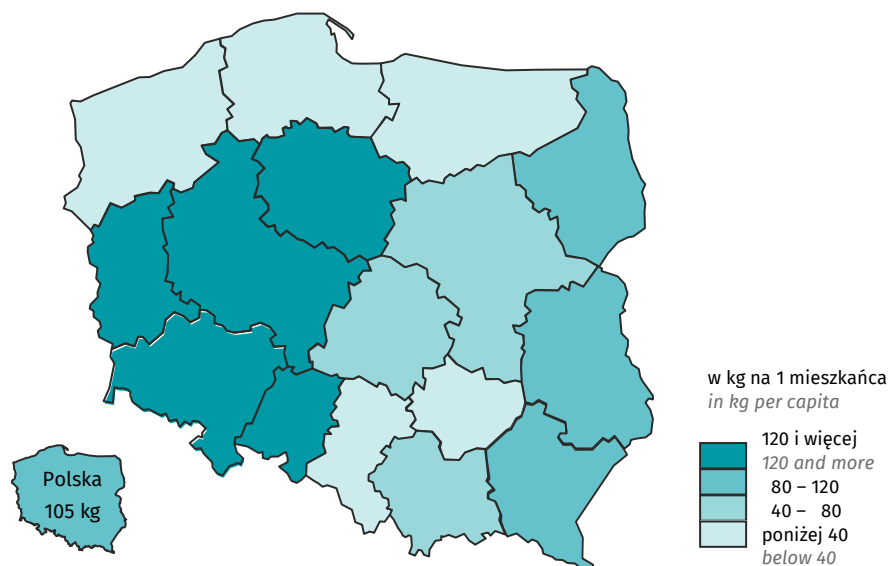 w kg na 1 mieszkańca
in kg per capita
120 i więcej
120 and more
80 – 120
40 – 80
poniżej 40
below 40
Polska
105 kg